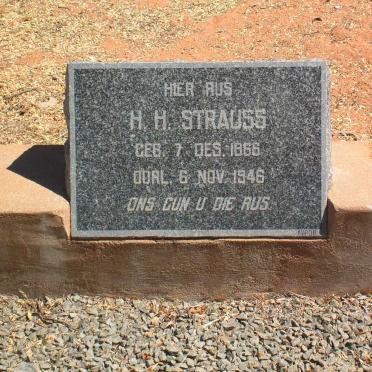 HIER RUS
H. H. STRAUSS
GEB. 7 DES. 1866
OORL. 6 NOV. 1946
ONS GUN U DIE RUS.